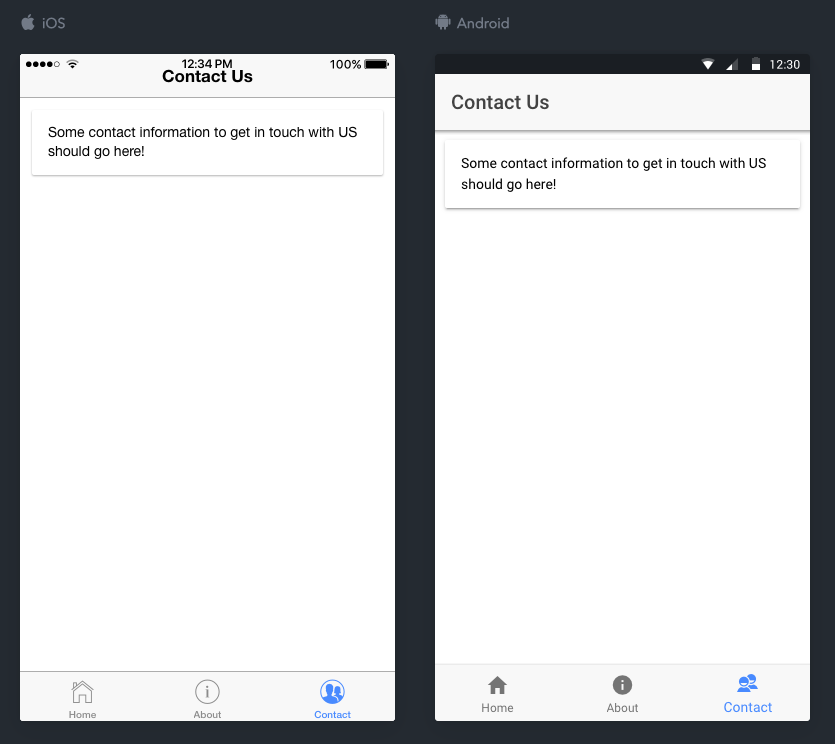 iOS
12:34 PM
100%
Contact Us
Some contact information to get in touch with US
should go here!
Home
About
Contact
Android
12:30
Contact Us
Some contact information to get in touch with US
should go here!
Home
About
Contact